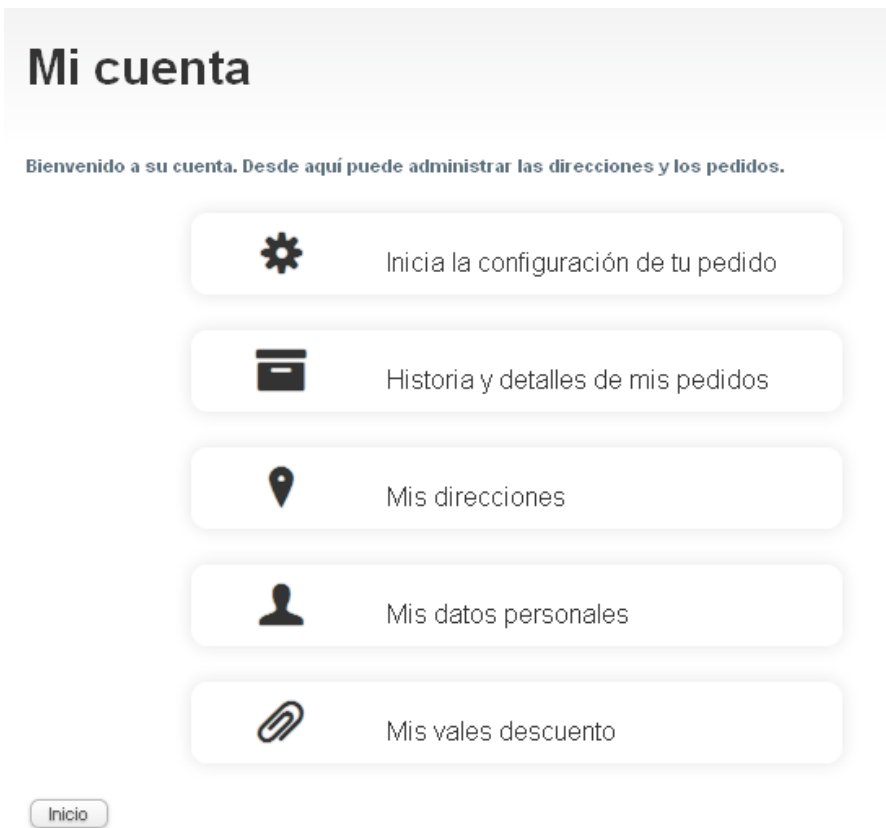 Mi cuenta
Bienvenido a su cuenta. Desde aquí puede administrar las direcciones y los pedidos.
Inicia la configuración de tu pedido
Historia y detalles de mis pedidos
Mis direcciones
Mis datos personales
Mis vales descuento
Inicio